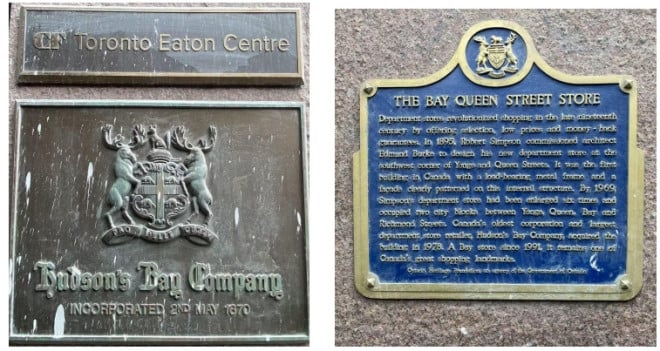 CF Toronto Eaton Centre
PRO PELLE CUTEM
Hudson's Bay Company
INCORPORATED 2ND MAY 1670
THE BAY QUEEN STREET STORE
Department stores revolutionized shopping in the late nineteenth
century by offering selection, low prices and money-back
guarantees. In 1895, Robert Simpson commissioned architect
Edmund Burke to design his new department store at the
southwest corner of Yonge and Queen Streets. It was the first
building in Canada with a load-bearing metal frame and a
façade clearly patterned on this internal structure. By 1969,
Simpson's department store had been enlarged six times and
occupied two city blocks between Yonge, Queen, Bay and
Richmond Streets. Canada's oldest corporation and largest
department store retailer, Hudson's Bay Company, acquired the
building in 1978. A Bay store since 1991, it remains one of
Canada's great shopping landmarks.
Ontario Heritage Foundation, an agency of the Government of Ontario